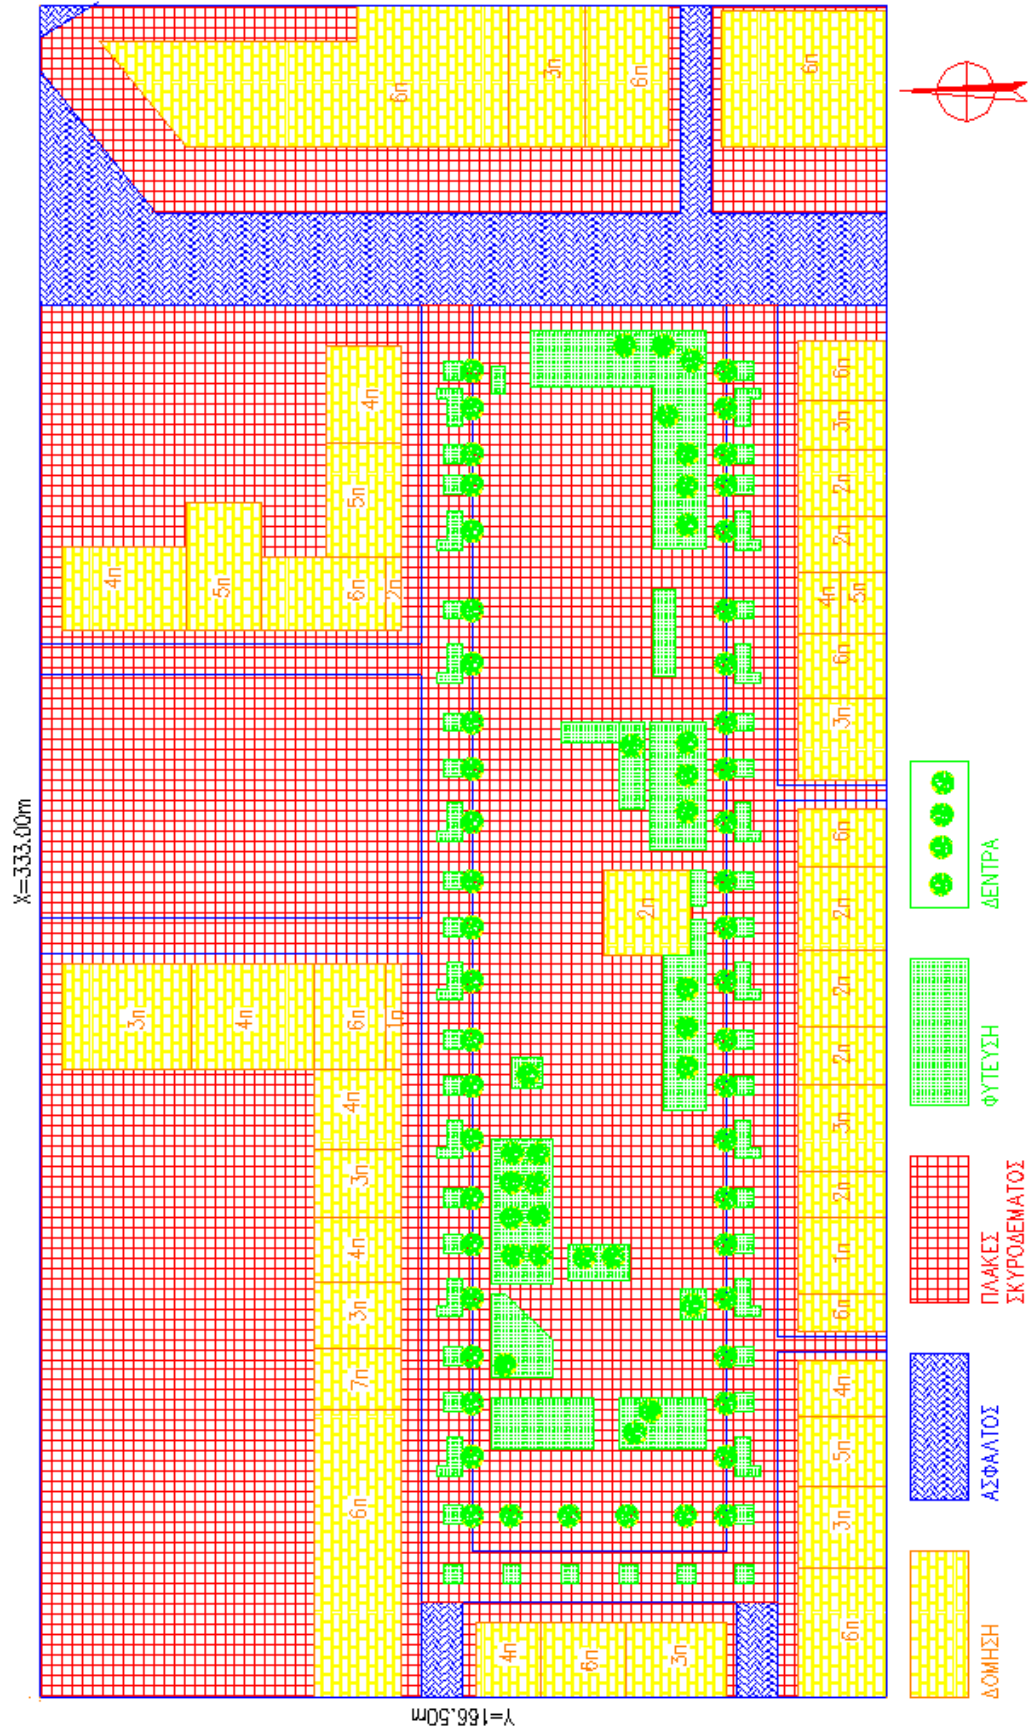 X=333.00m
Y=166.50m
3π
4π
4π
5π
6π
7π
3π
4π
3π
4π
6π
1π
6π
2π
5π
4π
6π
3π
6π
6π
4π
6π
3π
2π
6π
3π
5π
4π
6π
1π
2π
3π
2π
2π
2π
6π
3π
6π
4π
5π
2π
2π
3π
6π
ΔΟΜΗΣΗ
ΑΣΦΑΛΤΟΣ
ΠΛΑΚΕΣ
ΣΚΥΡΟΔΕΜΑΤΟΣ
ΦΥΤΕΥΣΗ
ΔΕΝΤΡΑ